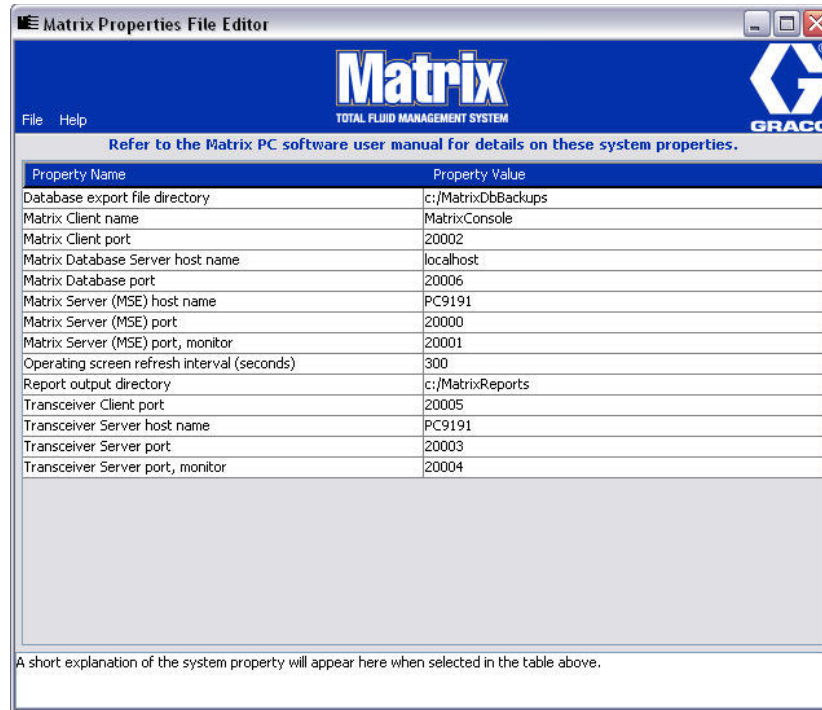 Matrix Properties File Editor
Matrix
TOTAL FLUID MANAGEMENT SYSTEM
GRACO
File Help
Refer to the Matrix PC software user manual for details on these system properties.
Property Name Property Value
Database export file directory c:/MatrixDbBackups
Matrix Client name MatrixConsole
Matrix Client port 20002
Matrix Database Server host name localhost
Matrix Database port 20006
Matrix Server (MSE) host name PC9191
Matrix Server (MSE) port 20000
Matrix Server (MSE) port, monitor 20001
Operating screen refresh interval (seconds) 300
Report output directory c:/MatrixReports
Transceiver Client port 20005
Transceiver Server host name PC9191
Transceiver Server port 20003
Transceiver Server port, monitor 20004
A short explanation of the system property will appear here when selected in the table above.